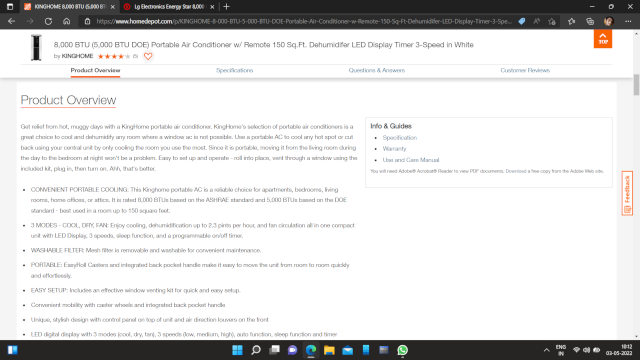 KINGHOME 8,000 BTU (5,000 BT
Lg Electronics Energy Star 8,000
https://www.homedepot.com/p/KINGHOME-8-000-BTU-5-000-BTU-DOE-Portable-Air-Conditioner-w-Remote-150-Sq-Ft-Dehumidifer-LED-Display-Timer-3-Spee...
8,000 BTU (5,000 BTU DOE) Portable Air Conditioner w/ Remote 150 Sq.Ft. Dehumidifer LED Display Timer 3-Speed in White
by KINGHOME (5)
TOP
Product Overview Specifications Questions & Answers Customer Reviews
Product Overview
Get relief from hot, muggy days with a KingHome portable air conditioner. KingHome's selection of portable air conditioners is a
great choice to cool and dehumidify any room where a window ac is not possible. Use a portable AC to cool any hot spot or cut
back using your central unit by only cooling the room you use the most. Since it is portable, moving it from the living room during
the day to the bedroom at night won't be a problem. Easy to set up and operate - roll into place, vent through a window using the
included kit, plug in, then turn on. Ahh, that's better.
Info & Guides
• Specification
• Warranty
• Use and Care Manual
You will need Adobe® Acrobat® Reader to view PDF documents. Download a free copy from the Adobe Web site.
Feedback
• CONVENIENT PORTABLE COOLING: This Kinghome portable AC is a reliable choice for apartments, bedrooms, living
rooms, home offices, or attics. It is rated 8,000 BTUs based on the ASHRAE standard and 5,000 BTUs based on the DOE
standard - best used in a room up to 150 square feet.
• 3 MODES - COOL, DRY, FAN: Enjoy cooling, dehumidification up to 2.3 pints per hour, and fan circulation all in one compact
unit with LED Display, 3 speeds, sleep function, and a programmable on/off timer.
• WASHABLE FILTER: Mesh filter is removable and washable for convenient maintenance.
• PORTABLE: EasyRoll Casters and integrated back pocket handle make it easy to move the unit from room to room quickly
and effortlessly.
• EASY SETUP: Includes an effective window venting kit for quick and easy setup.
• Convenient mobility with caster wheels and integrated back pocket handle
• Unique, stylish design with control panel on top of unit and air direction louvers on the front
• LED digital display with 3 modes (cool, dry, fan), 3 speeds (low, medium, high), auto function, sleep function and timer
ENG
IN
10:12
03-05-2022